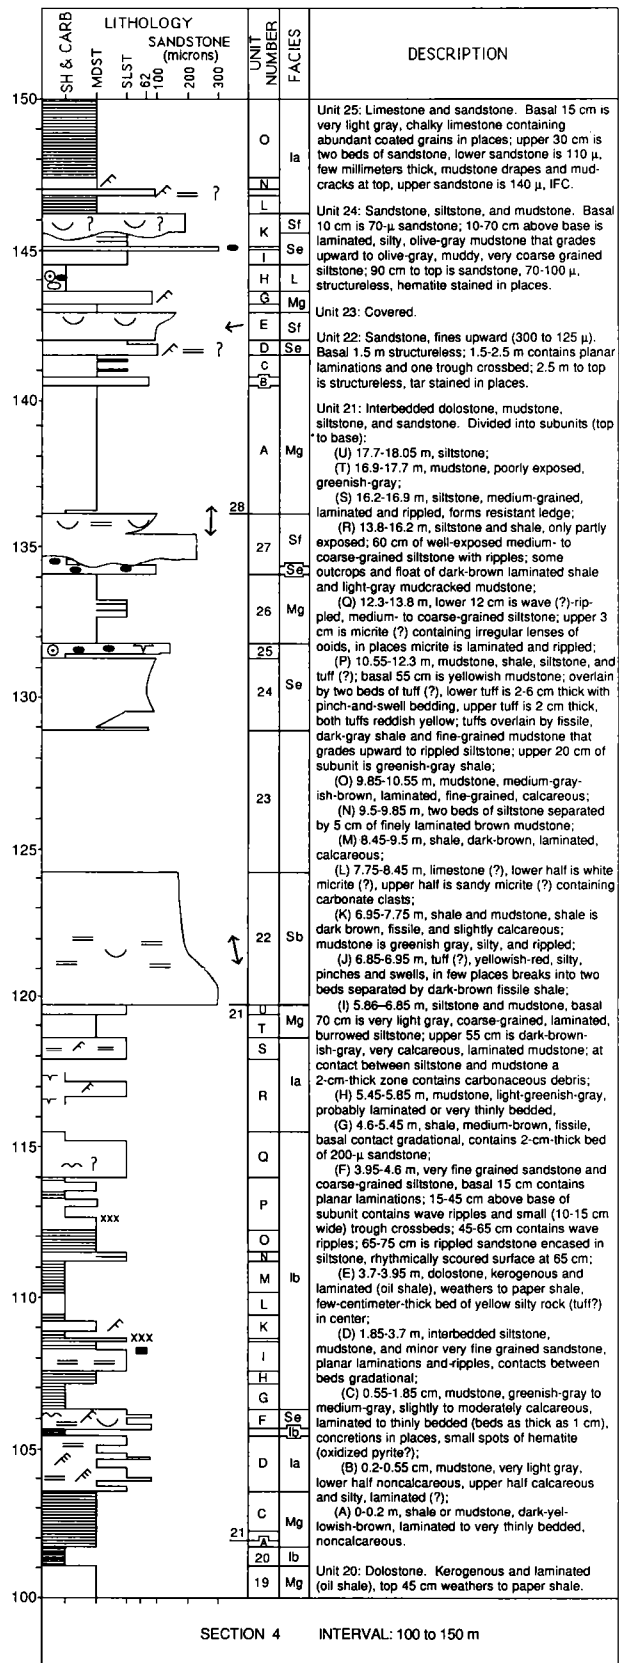 LITHOLOGY
SANDSTONE
(microns)
SH & CARB
MDST
SLST
62
100
300
UNIT
NUMBER
FACIES
DESCRIPTION
150
145
140
135
130
125
120
115
110
105
100
O
N
L
K
I
H
G
E
D
C
B
A
28
27
26
25
24
23
22
21
U
T
S
R
Q
P
O
N
M
L
K
I
H
G
F
D
C
21
A
20
19
Ia
Sf
Se
L
Mg
Sf
Se
Mg
Sf
Se
Mg
Se
Sb
Mg
Ia
Ib
Se
Ib
Ia
Mg
Ib
Mg
?
?
?
?
?
xxx
xxx
Unit 25: Limestone and sandstone. Basal 15 cm is
very light gray, chalky limestone containing
abundant coated grains in places; upper 30 cm is
two beds of sandstone, lower sandstone is 110 μ,
few millimeters thick, mudstone drapes and mud-
cracks at top, upper sandstone is 140 μ, IFC.
Unit 24: Sandstone, siltstone, and mudstone. Basal
10 cm is 70-μ sandstone; 10-70 cm above base is
laminated, silty, olive-gray mudstone that grades
upward to olive-gray, muddy, very coarse grained
siltstone; 90 cm to top is sandstone, 70-100 μ,
structureless, hematite stained in places.
Unit 23: Covered.
Unit 22: Sandstone, fines upward (300 to 125 μ).
Basal 1.5 m structureless; 1.5-2.5 m contains planar
laminations and one trough crossbed; 2.5 m to top
is structureless, tar stained in places.
Unit 21: Interbedded dolostone, mudstone,
siltstone, and sandstone. Divided into subunits (top
to base):
(U) 17.7-18.05 m, siltstone;
(T) 16.9-17.7 m, mudstone, poorly exposed,
greenish-gray;
(S) 16.2-16.9 m, siltstone, medium-grained,
laminated and rippled, forms resistant ledge;
(R) 13.8-16.2 m, siltstone and shale, only partly
exposed; 60 cm of well-exposed medium- to
coarse-grained siltstone with ripples; some
outcrops and float of dark-brown laminated shale
and light-gray mudcracked mudstone;
(Q) 12.3-13.8 m, lower 12 cm is wave (?)-rip-
pled, medium- to coarse-grained siltstone; upper 3
cm is micrite (?) containing irregular lenses of
ooids, in places micrite is laminated and rippled;
(P) 10.55-12.3 m, mudstone, shale, siltstone, and
tuff (?); basal 55 cm is yellowish mudstone; overlain
by two beds of tuff (?), lower tuff is 2-6 cm thick with
pinch-and-swell bedding, upper tuff is 2 cm thick,
both tuffs reddish yellow; tuffs overlain by fissile,
dark-gray shale and fine-grained mudstone that
grades upward to rippled siltstone; upper 20 cm of
subunit is greenish-gray shale;
(O) 9.85-10.55 m, mudstone, medium-gray-
ish-brown, laminated, fine-grained, calcareous;
(N) 9.5-9.85 m, two beds of siltstone separated
by 5 cm of finely laminated brown mudstone;
(M) 8.45-9.5 m, shale, dark-brown, laminated,
calcareous;
(L) 7.75-8.45 m, limestone (?), lower half is white
micrite (?), upper half is sandy micrite (?) containing
carbonate clasts;
(K) 6.95-7.75 m, shale and mudstone, shale is
dark brown, fissile, and slightly calcareous;
mudstone is greenish gray, silty, and rippled;
(J) 6.85-6.95 m, tuff (?), yellowish-red, silty,
pinches and swells, in few places breaks into two
beds separated by dark-brown fissile shale;
(I) 5.86–6.85 m, siltstone and mudstone, basal
70 cm is very light gray, coarse-grained, laminated,
burrowed siltstone; upper 55 cm is dark-brown-
ish-gray, very calcareous, laminated mudstone; at
contact between siltstone and mudstone a
2-cm-thick zone contains carbonaceous debris;
(H) 5.45-5.85 m, mudstone, light-greenish-gray,
probably laminated or very thinly bedded,
(G) 4.6-5.45 m, shale, medium-brown, fissile,
basal contact gradational, contains 2-cm-thick bed
of 200-μ sandstone;
(F) 3.95-4.6 m, very fine grained sandstone and
coarse-grained siltstone, basal 15 cm contains
planar laminations; 15-45 cm above base of
subunit contains wave ripples and small (10-15 cm
wide) trough crossbeds; 45-65 cm contains wave
ripples; 65-75 cm is rippled sandstone encased in
siltstone, rhythmically scoured surface at 65 cm;
(E) 3.7-3.95 m, dolostone, kerogenous and
laminated (oil shale), weathers to paper shale,
few-centimeter-thick bed of yellow silty rock (tuff?)
in center;
(D) 1.85-3.7 m, interbedded siltstone,
mudstone, and minor very fine grained sandstone,
planar laminations and ripples, contacts between
beds gradational;
(C) 0.55-1.85 cm, mudstone, greenish-gray to
medium-gray, slightly to moderately calcareous,
laminated to thinly bedded (beds as thick as 1 cm),
concretions in places, small spots of hematite
(oxidized pyrite?);
(B) 0.2-0.55 cm, mudstone, very light gray,
lower half noncalcareous, upper half calcareous
and silty, laminated (?);
(A) 0-0.2 m, shale or mudstone, dark-yel-
lowish-brown, laminated to very thinly bedded,
noncalcareous.
Unit 20: Dolostone. Kerogenous and laminated
(oil shale), top 45 cm weathers to paper shale.
SECTION 4 INTERVAL: 100 to 150 m